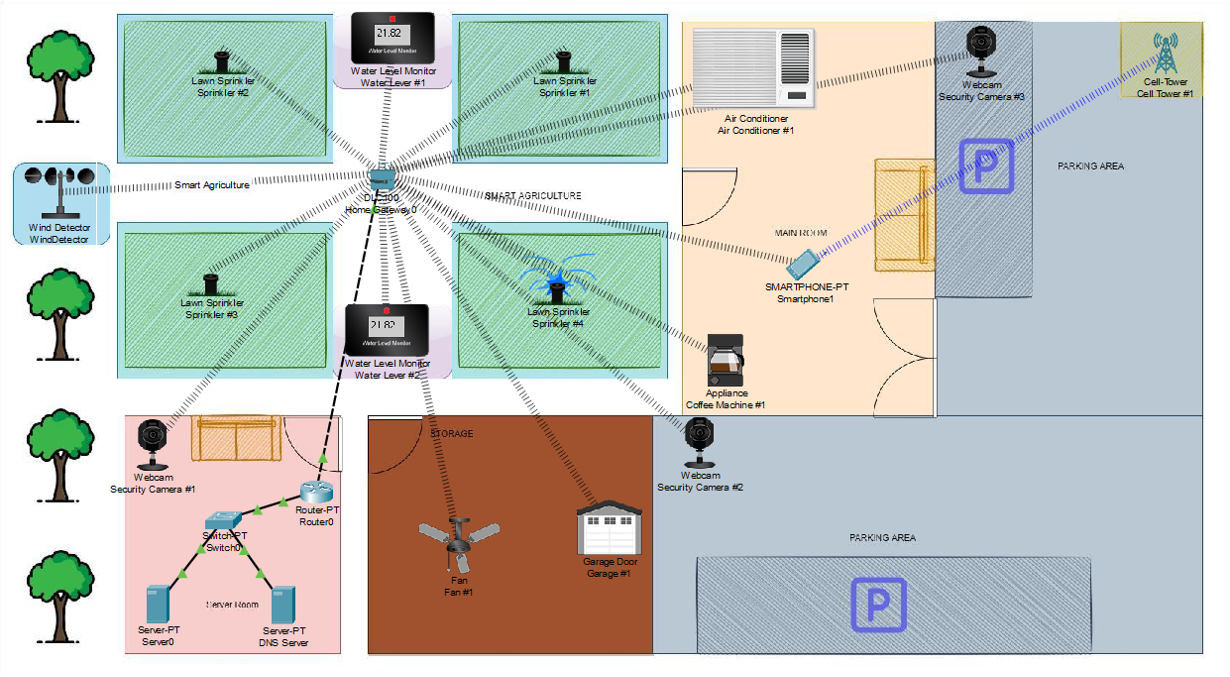 21.82
Water Level Monitor
Water Level Monitor
Water Lever #1
Lawn Sprinkler
Sprinkler #2
Lawn Sprinkler
Sprinkler #1
Air Conditioner
Air Conditioner #1
Webcam
Security Camera #3
Cell-Tower
Cell Tower #1
P
PARKING AREA
Smart Agriculture
SMART AGRICULTURE
Home Gateway0
Wind Detector
WindDetector
MAIN ROOM
SMARTPHONE-PT
Smartphone1
Lawn Sprinkler
Sprinkler #3
Lawn Sprinkler
Sprinkler #4
21.82
Water Level Monitor
Water Level Monitor
Water Lever #2
Appliance
Coffee Machine #1
STORAGE
Webcam
Security Camera #1
Webcam
Security Camera #2
Router-PT
Router0
Switch-PT
Switch0
Fan
Fan #1
Garage Door
Garage #1
PARKING AREA
P
Server Room
Server-PT
Server0
Server-PT
DNS Server